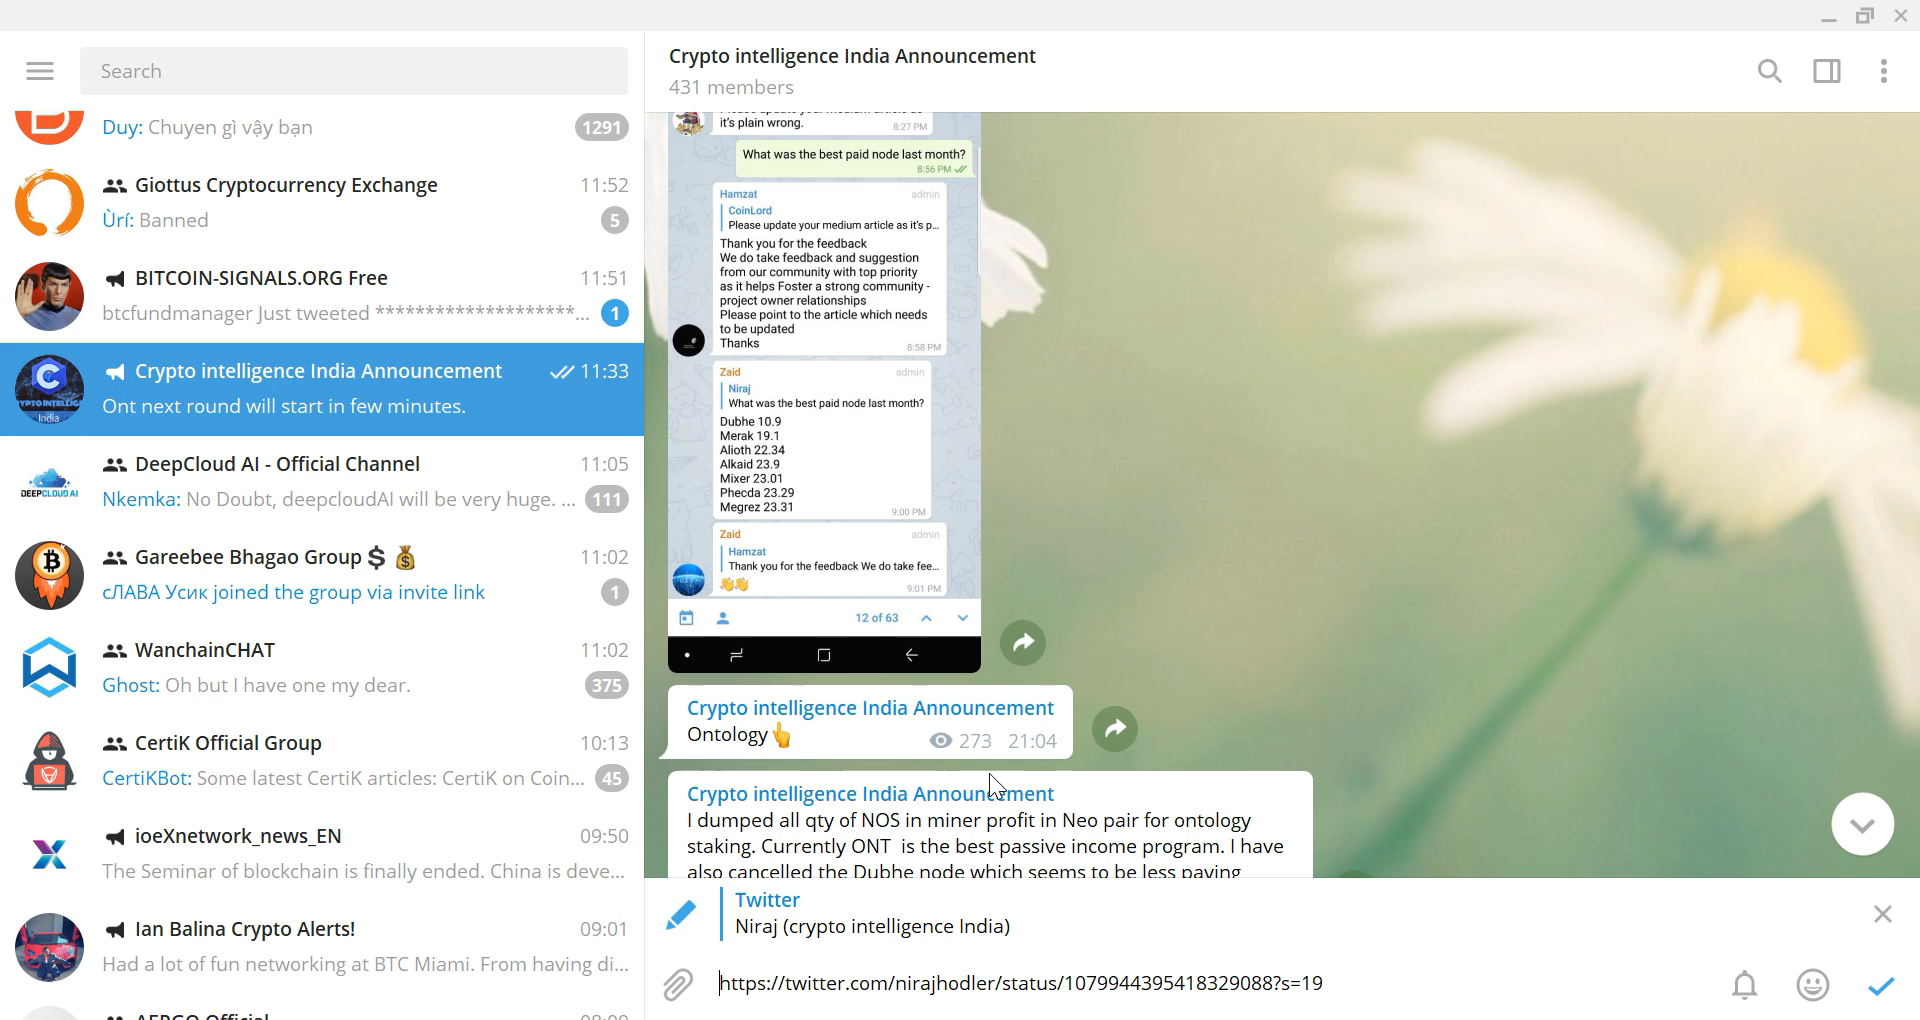 Search
Duy: Chuyen gì vậy bạn
1291
Giottus Cryptocurrency Exchange
11:52
Ùrí: Banned
5
BITCOIN-SIGNALS.ORG Free
11:51
btcfundmanager Just tweeted ********************...
1
Crypto intelligence India Announcement
11:33
Ont next round will start in few minutes.
India
DEEPCLOUD AI
DeepCloud AI - Official Channel
11:05
Nkemka: No Doubt, deepcloudAI will be very huge. ...
111
Gareebee Bhagao Group $ 💰
11:02
cЛАВА Усик joined the group via invite link
1
WanchainCHAT
11:02
Ghost: Oh but I have one my dear.
375
CertiK Official Group
10:13
CertiKBot: Some latest CertiK articles: CertiK on Coin...
45
ioeXnetwork_news_EN
09:50
The Seminar of blockchain is finally ended. China is deve...
Ian Balina Crypto Alerts!
09:01
Had a lot of fun networking at BTC Miami. From having di...
Crypto intelligence India Announcement
431 members
it's plain wrong.
8:27 PM
What was the best paid node last month?
8:56 PM
Hamzat
admin
CoinLord
Please update your medium article as it's p...
Thank you for the feedback
We do take feedback and suggestion
from our community with top priority
as it helps Foster a strong community -
project owner relationships
Please point to the article which needs
to be updated
Thanks
8:58 PM
Zaid
admin
Niraj
What was the best paid node last month?
Dubhe 10.9
Merak 19.1
Alioth 22.34
Alkaid 23.9
Mixer 23.01
Phecda 23.29
Megrez 23.31
9:00 PM
Zaid
admin
Hamzat
Thank you for the feedback We do take fee...
👋👋
9:01 PM
12 of 63
Crypto intelligence India Announcement
Ontology👆
273 21:04
Crypto intelligence India Announcement
I dumped all qty of NOS in miner profit in Neo pair for ontology
staking. Currently ONT is the best passive income program. I have
also cancelled the Dubhe node which seems to be less paying
Twitter
Niraj (crypto intelligence India)
https://twitter.com/nirajhodler/status/1079944395418329088?s=19